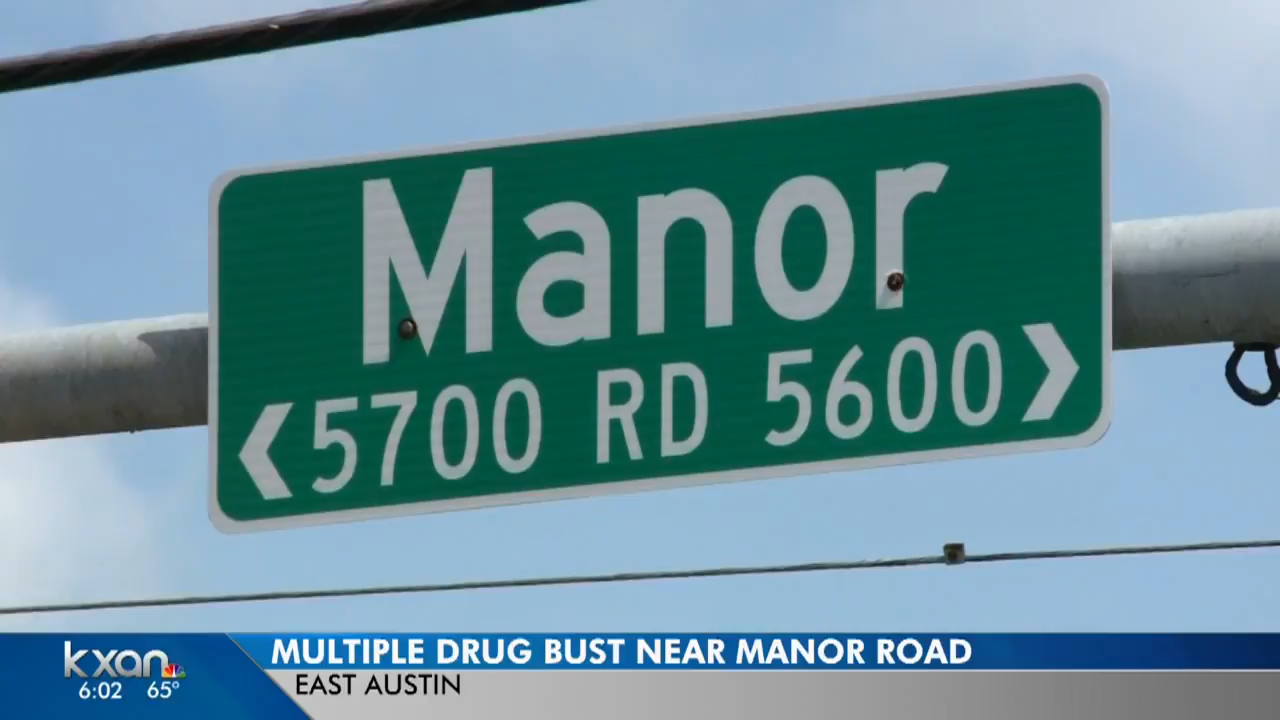 Manor
5700 RD 5600
kxan
MULTIPLE DRUG BUST NEAR MANOR ROAD
6:02 65°
EAST AUSTIN